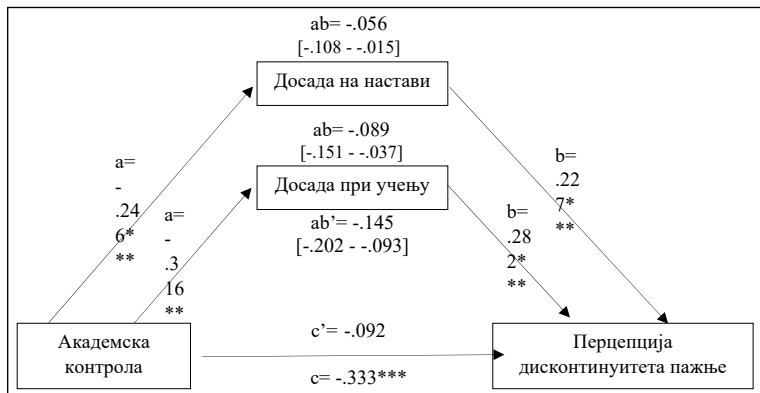 ab= -.056
[-.108 - -.015]
Досада на настави
ab= -.089
[-.151 - -.037]
Досада при учењу
ab’= -.145
[-.202 - -.093]
a=
-
.24
6*
**
a=
-
.3
16
**
b=
.22
7*
**
b=
.28
2*
**
Академска
контрола
c’= -.092
c= -.333***
Перцепција
дисконтинуитета пажње